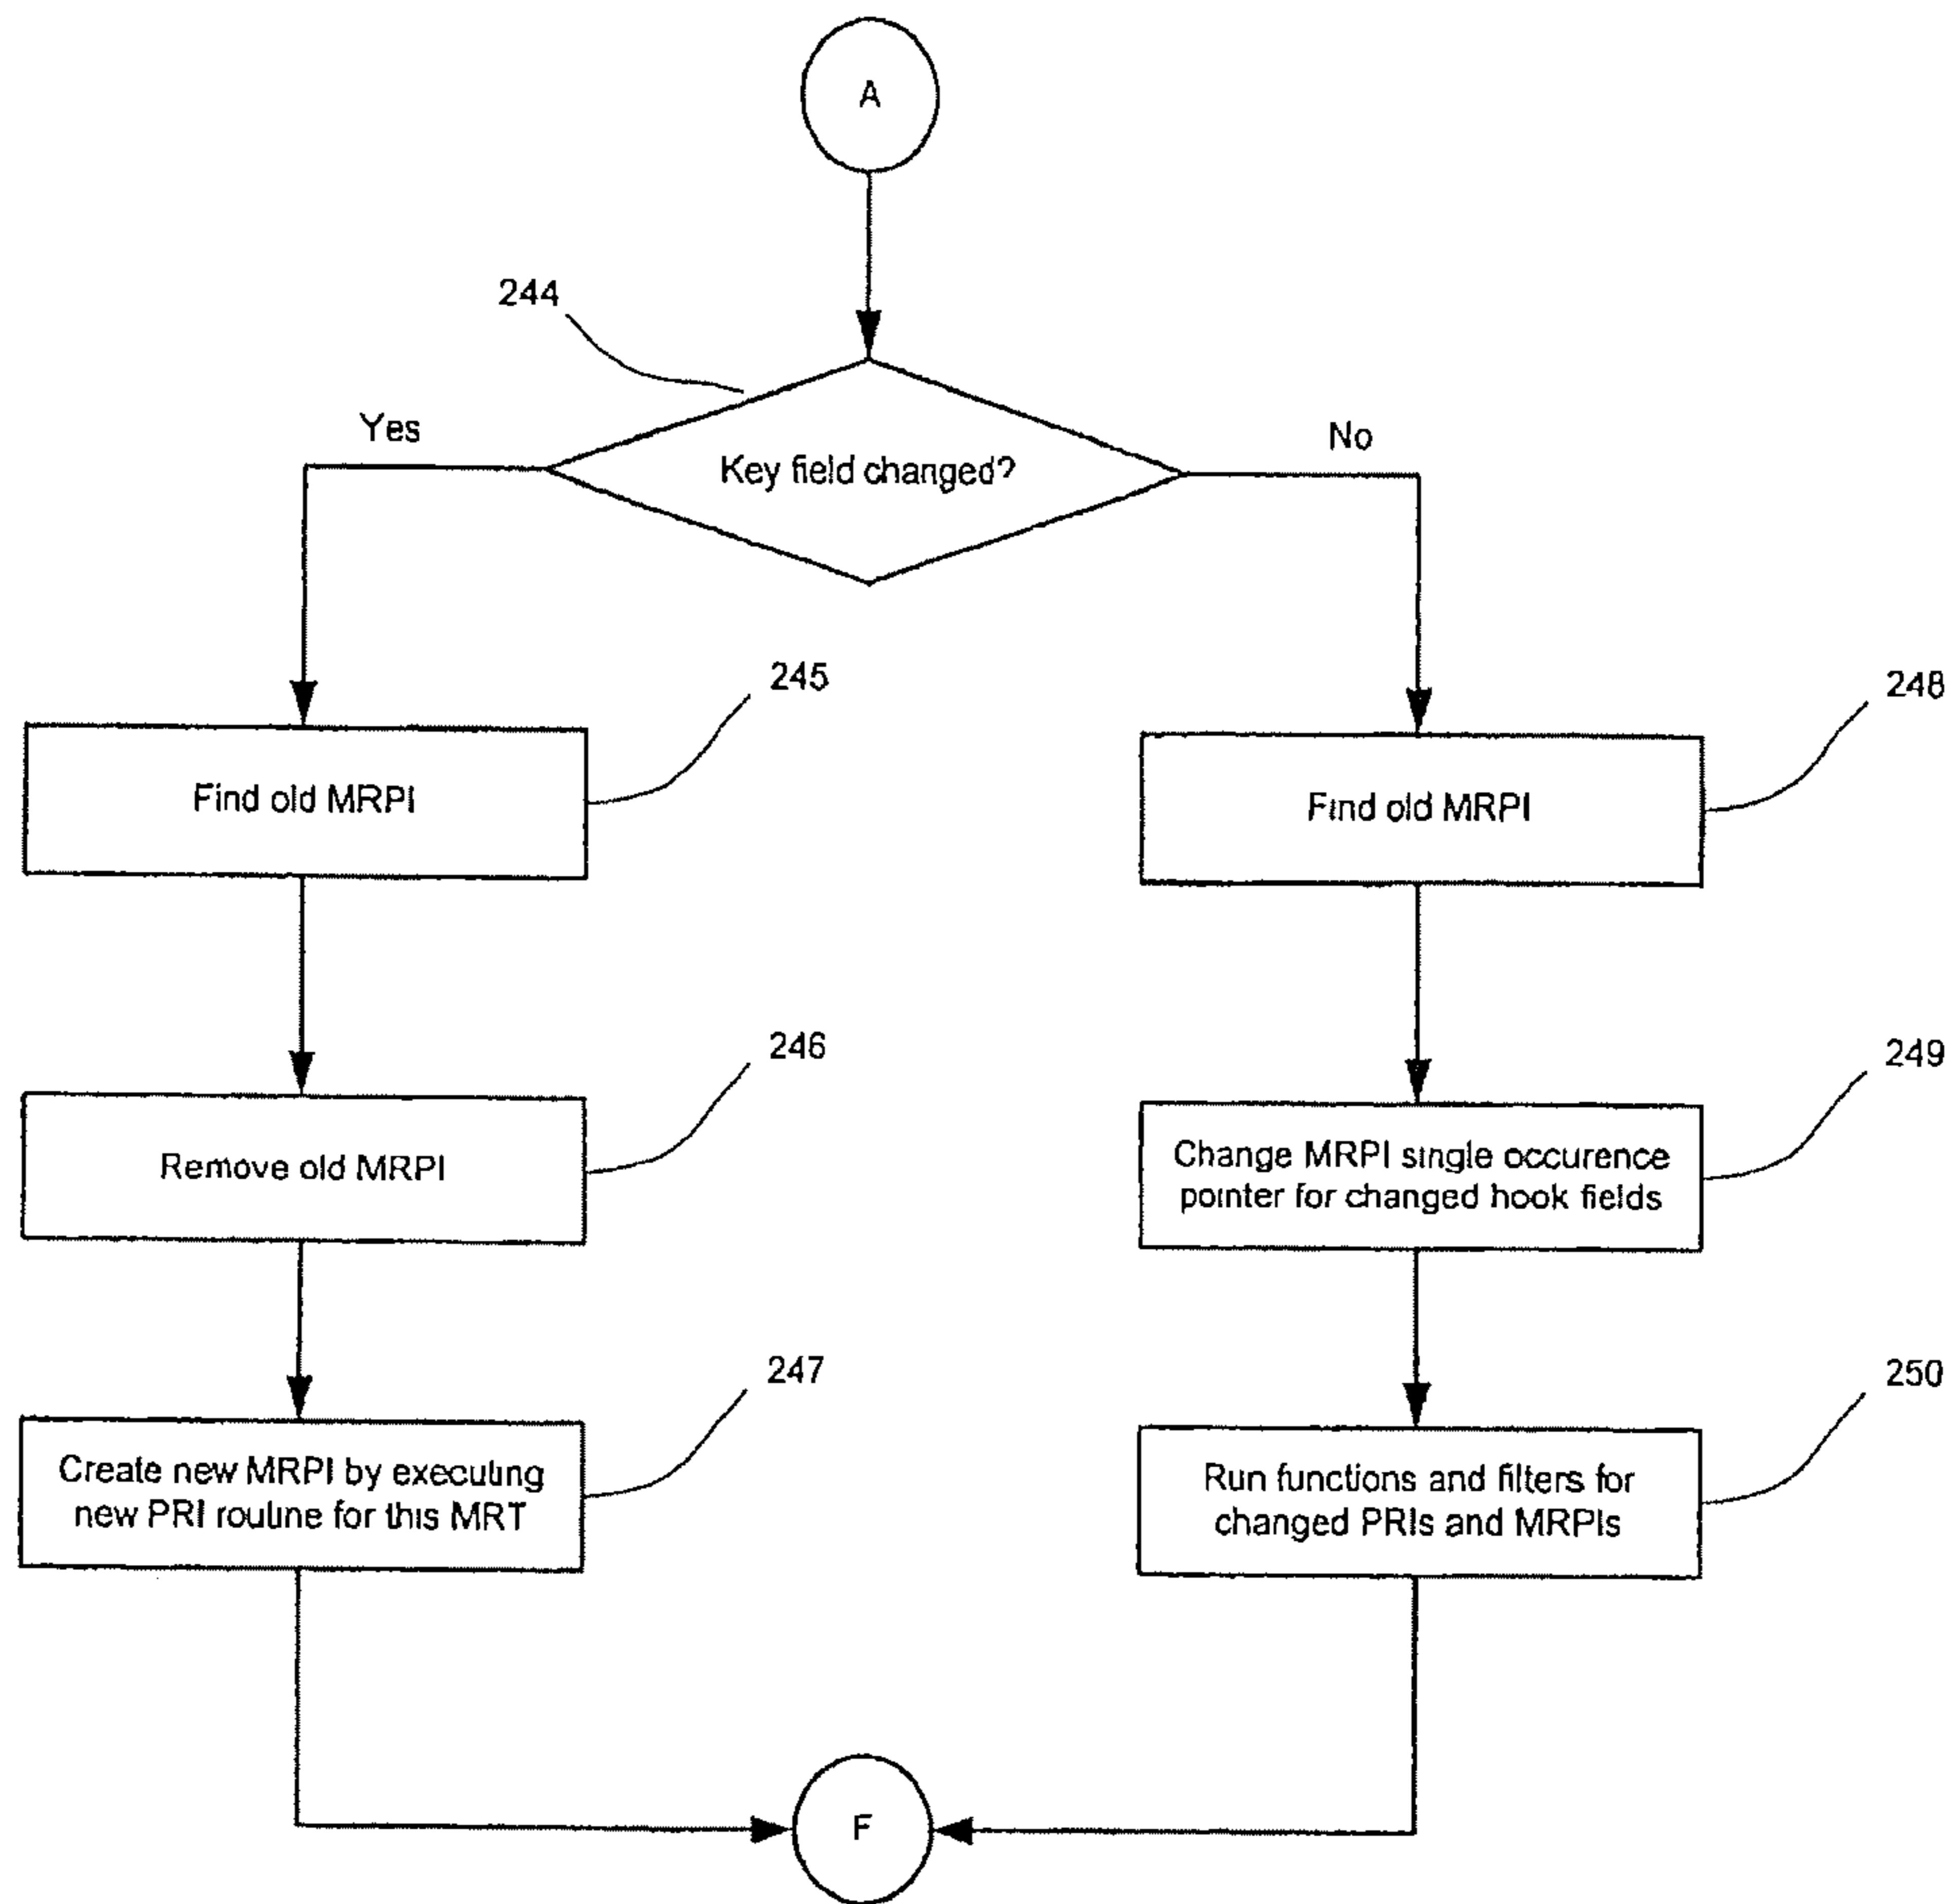 A
244
Yes
No
Key field changed?
245
248
Find old MRPI
Find old MRPI
246
249
Remove old MRPI
Change MRPI single occurence
pointer for changed hook fields
247
250
Create new MRPI by executing
new PRI routine for this MRT
Run functions and filters for
changed PRIs and MRPIs
F